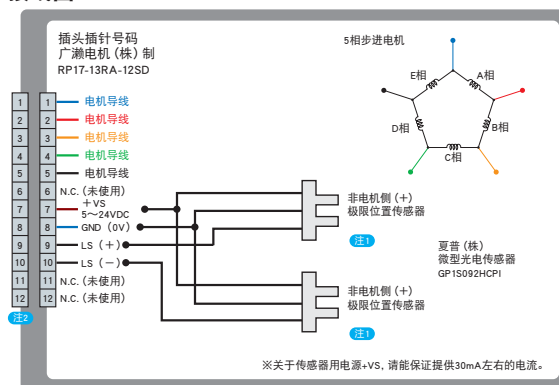 插头插针号码
广濑电机(株)制
RP17-13RA-12SD
5相步进电机
E相
A相
D相
B相
C相
1 1 电机导线
2 2 电机导线
3 3 电机导线
4 4 电机导线
5 5 电机导线
6 6 N.C.(未使用)
7 7 +VS
5~24VDC
8 8 GND(0V)
9 9 LS(+)
10 10 LS(-)
11 11 N.C.(未使用)
12 12 N.C.(未使用)
注2
非电机侧(+)
极限位置传感器
注1
非电机侧(+)
极限位置传感器
注1
夏普(株)
微型光电传感器
GP1S092HCPI
※关于传感器用电源+VS,请能保证提供30mA左右的电流。